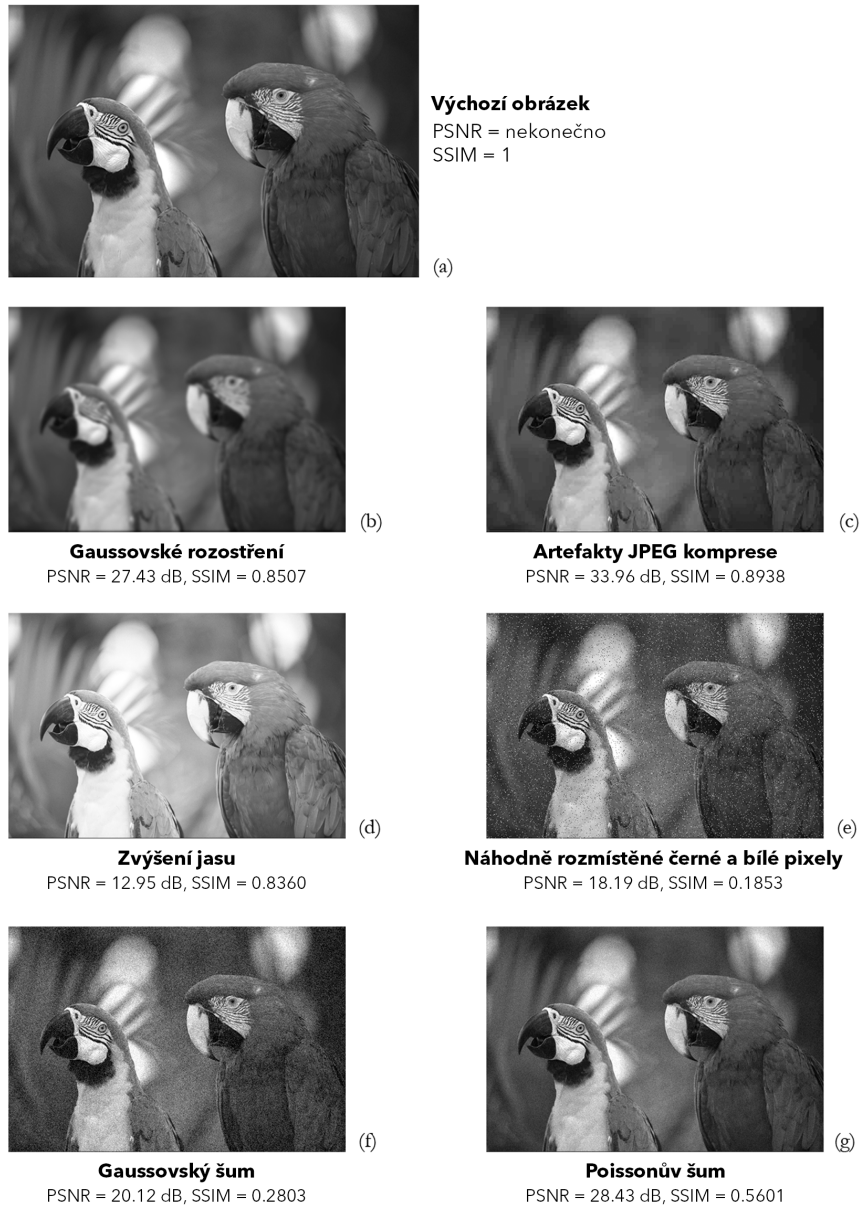 Výchozí obrázek
PSNR = nekonečno
SSIM = 1
(a)
(b)
Gaussovské rozostření
PSNR = 27.43 dB, SSIM = 0.8507
(c)
Artefakty JPEG komprese
PSNR = 33.96 dB, SSIM = 0.8938
(d)
Zvýšení jasu
PSNR = 12.95 dB, SSIM = 0.8360
(e)
Náhodně rozmístěné černé a bílé pixely
PSNR = 18.19 dB, SSIM = 0.1853
(f)
Gaussovský šum
PSNR = 20.12 dB, SSIM = 0.2803
(g)
Poissonův šum
PSNR = 28.43 dB, SSIM = 0.5601